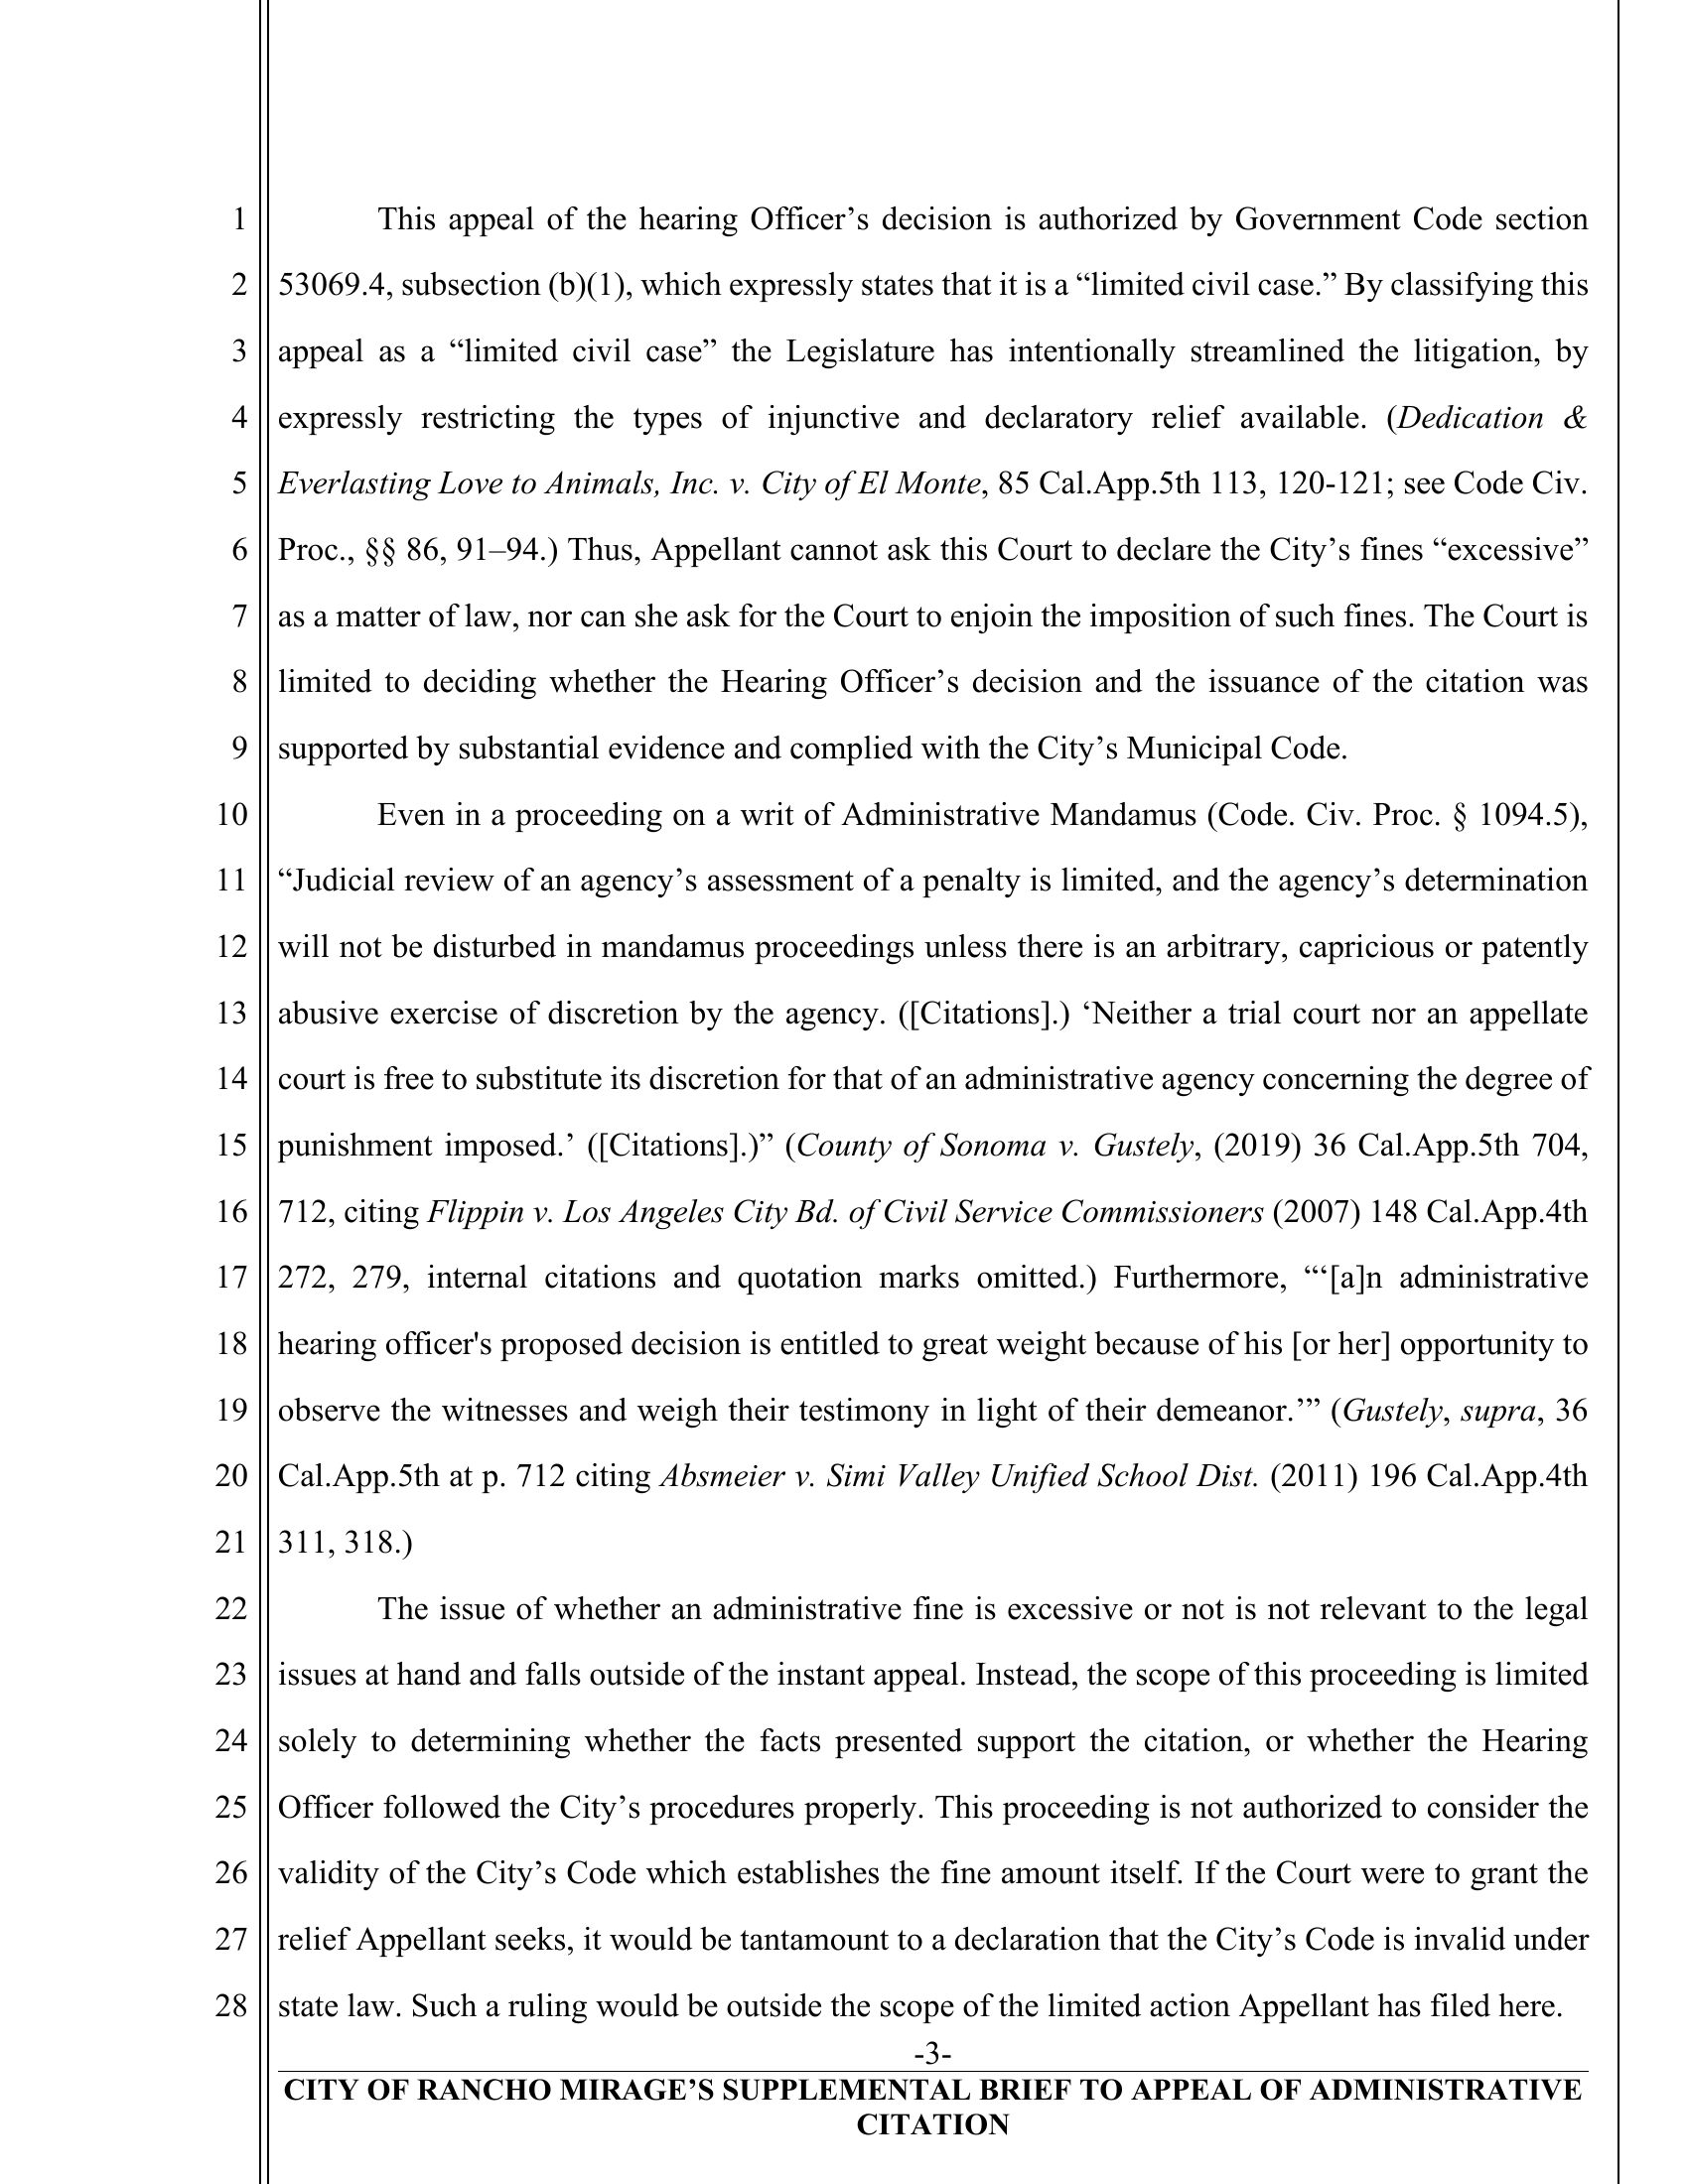 1 This appeal of the hearing Officer’s decision is authorized by Government Code section
2 53069.4, subsection (b)(1), which expressly states that it is a “limited civil case.” By classifying this
3 appeal as a “limited civil case” the Legislature has intentionally streamlined the litigation, by
4 expressly restricting the types of injunctive and declaratory relief available. (Dedication &
5 Everlasting Love to Animals, Inc. v. City of El Monte, 85 Cal.App.5th 113, 120-121; see Code Civ.
6 Proc., §§ 86, 91–94.) Thus, Appellant cannot ask this Court to declare the City’s fines “excessive”
7 as a matter of law, nor can she ask for the Court to enjoin the imposition of such fines. The Court is
8 limited to deciding whether the Hearing Officer’s decision and the issuance of the citation was
9 supported by substantial evidence and complied with the City’s Municipal Code.
10 Even in a proceeding on a writ of Administrative Mandamus (Code. Civ. Proc. § 1094.5),
11 “Judicial review of an agency’s assessment of a penalty is limited, and the agency’s determination
12 will not be disturbed in mandamus proceedings unless there is an arbitrary, capricious or patently
13 abusive exercise of discretion by the agency. ([Citations].) ‘Neither a trial court nor an appellate
14 court is free to substitute its discretion for that of an administrative agency concerning the degree of
15 punishment imposed.’ ([Citations].)” (County of Sonoma v. Gustely, (2019) 36 Cal.App.5th 704,
16 712, citing Flippin v. Los Angeles City Bd. of Civil Service Commissioners (2007) 148 Cal.App.4th
17 272, 279, internal citations and quotation marks omitted.) Furthermore, “‘[a]n administrative
18 hearing officer's proposed decision is entitled to great weight because of his [or her] opportunity to
19 observe the witnesses and weigh their testimony in light of their demeanor.’” (Gustely, supra, 36
20 Cal.App.5th at p. 712 citing Absmeier v. Simi Valley Unified School Dist. (2011) 196 Cal.App.4th
21 311, 318.)
22 The issue of whether an administrative fine is excessive or not is not relevant to the legal
23 issues at hand and falls outside of the instant appeal. Instead, the scope of this proceeding is limited
24 solely to determining whether the facts presented support the citation, or whether the Hearing
25 Officer followed the City’s procedures properly. This proceeding is not authorized to consider the
26 validity of the City’s Code which establishes the fine amount itself. If the Court were to grant the
27 relief Appellant seeks, it would be tantamount to a declaration that the City’s Code is invalid under
28 state law. Such a ruling would be outside the scope of the limited action Appellant has filed here.
-3-
CITY OF RANCHO MIRAGE’S SUPPLEMENTAL BRIEF TO APPEAL OF ADMINISTRATIVE
CITATION